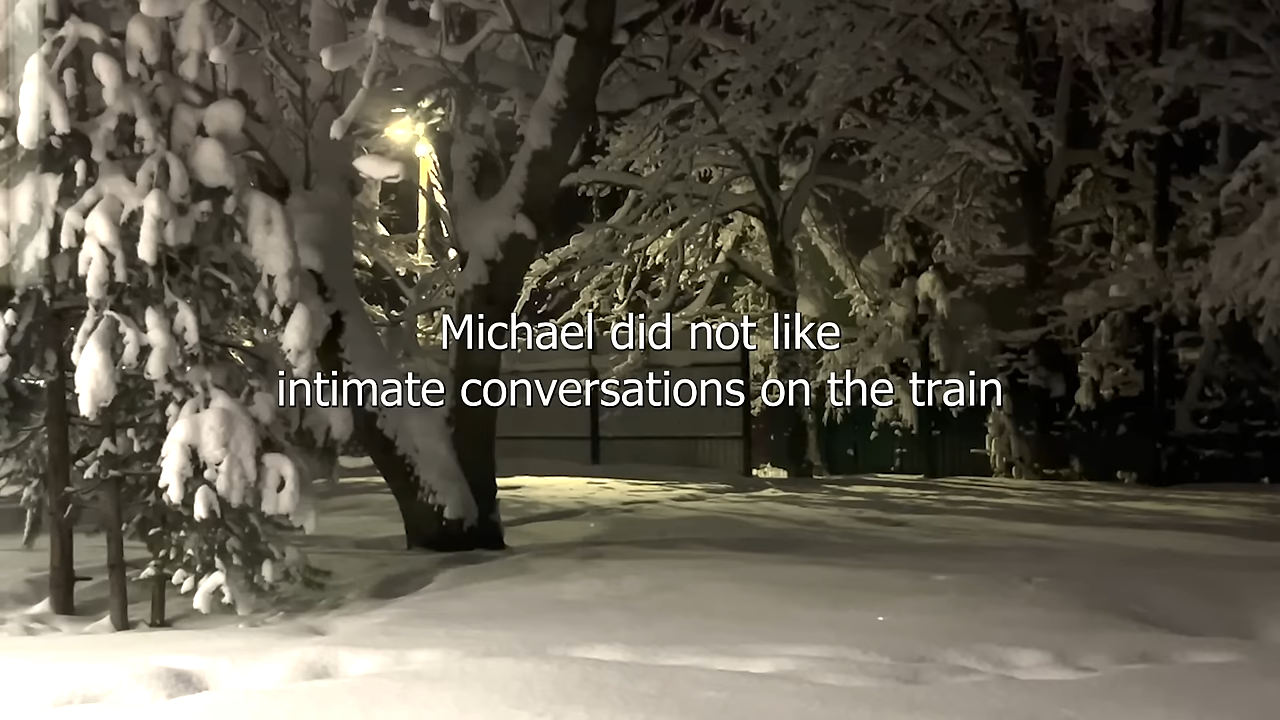 Michael did not like
intimate conversations on the train